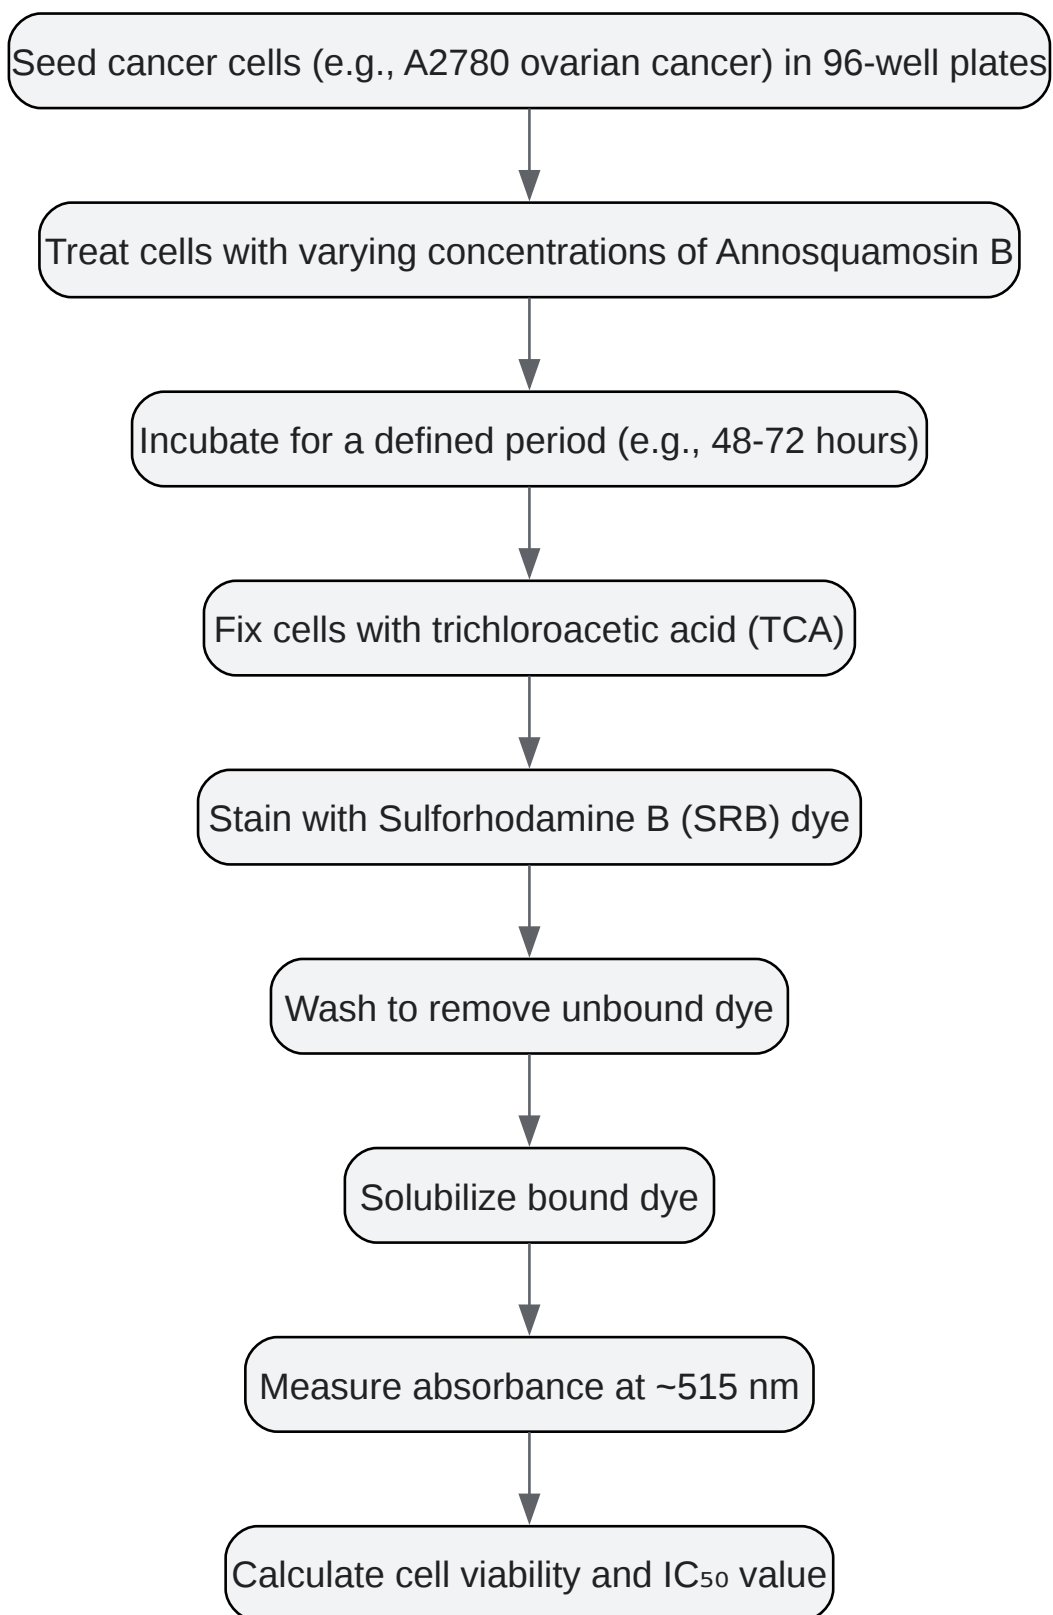 Seed cancer cells (e.g., A2780 ovarian cancer) in 96-well plates
Treat cells with varying concentrations of Annosquamosin B
Incubate for a defined period (e.g., 48-72 hours)
Fix cells with trichloroacetic acid (TCA)
Stain with Sulforhodamine B (SRB) dye
Wash to remove unbound dye
Solubilize bound dye
Measure absorbance at ~515 nm
Calculate cell viability and IC₅₀ value